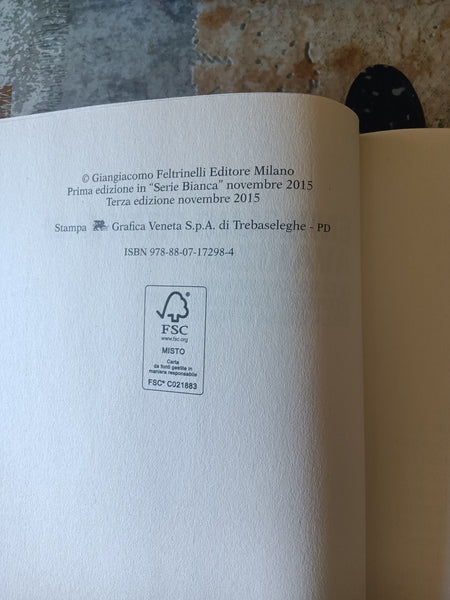 © Giangiacomo Feltrinelli Editore Milano
Prima edizione in “Serie Bianca” novembre 2015
Terza edizione novembre 2015
Stampa Grafica Veneta S.p.A. di Trebaseleghe - PD
ISBN 978-88-07-17298-4
FSC
www.fsc.org
MISTO
Carta
da fonti gestite in
maniera responsabile
FSC® C021883